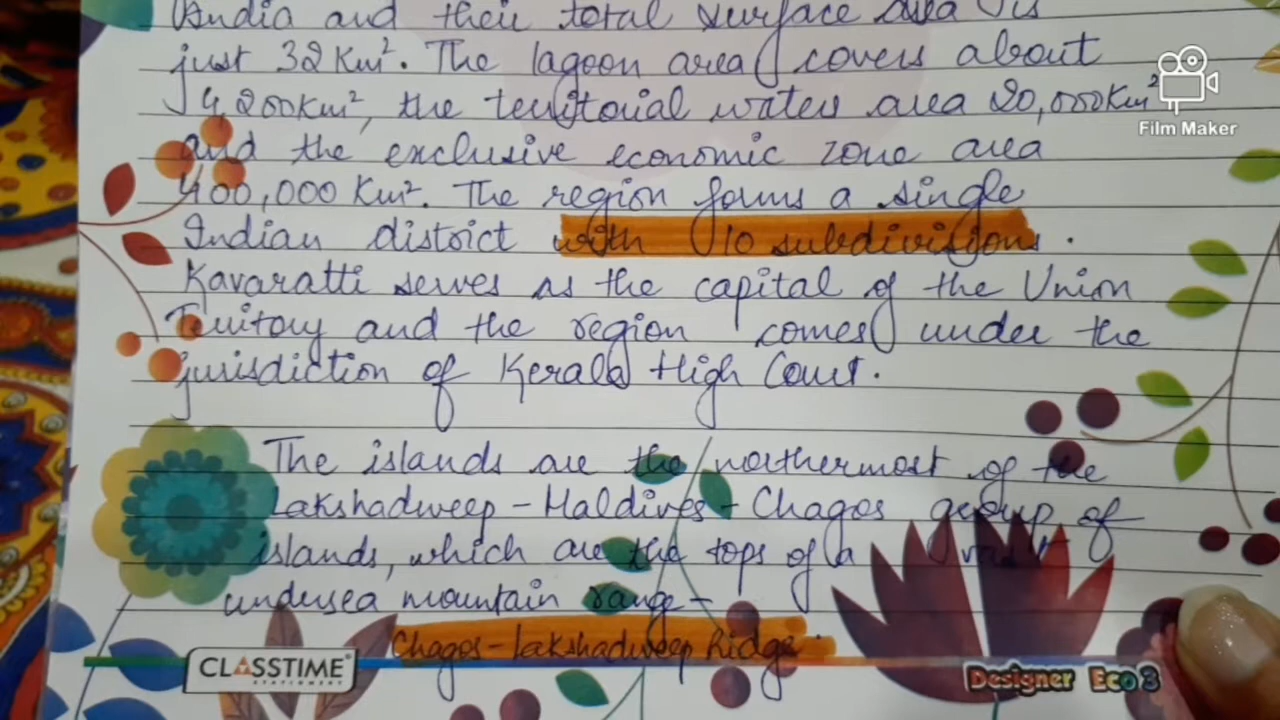 India and their total surface area is
just 32 Km². The lagoon area covers about
4,200Km², the territorial waters area 20,000Km²
and the exclusive economic zone area
400,000 Km². The region forms a single
Indian district with 10 subdivisions.
Kavaratti serves as the capital of the Union
Territory and the region comes under the
jurisdiction of Kerala High Court.
The islands are the northermost of the
Lakshadweep - Maldives - Chagos group of
islands, which are the tops of a vast
undersea mountain range -
Chagos - Lakshadweep Ridge.
Film Maker
CLASSTIME
STATIONERY
Designer Eco 3